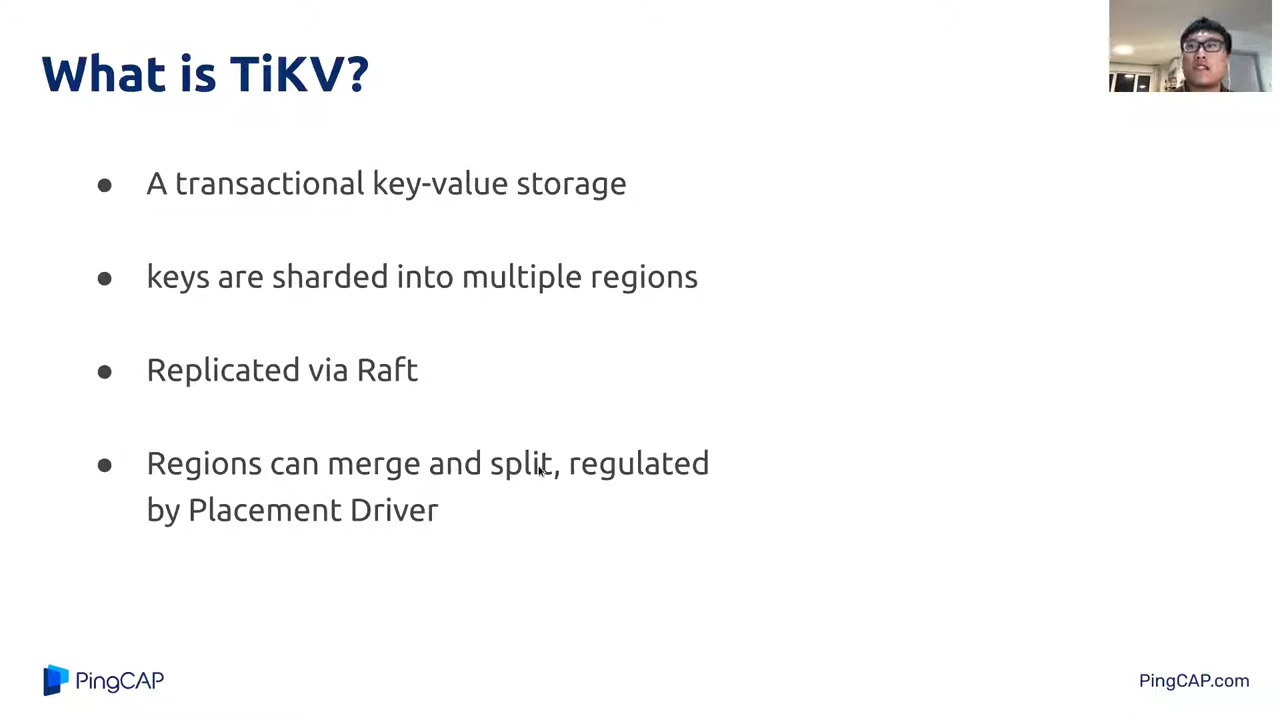 What is TiKV?
● A transactional key-value storage
● keys are sharded into multiple regions
● Replicated via Raft
● Regions can merge and split, regulated
by Placement Driver
PingCAP
PingCAP.com